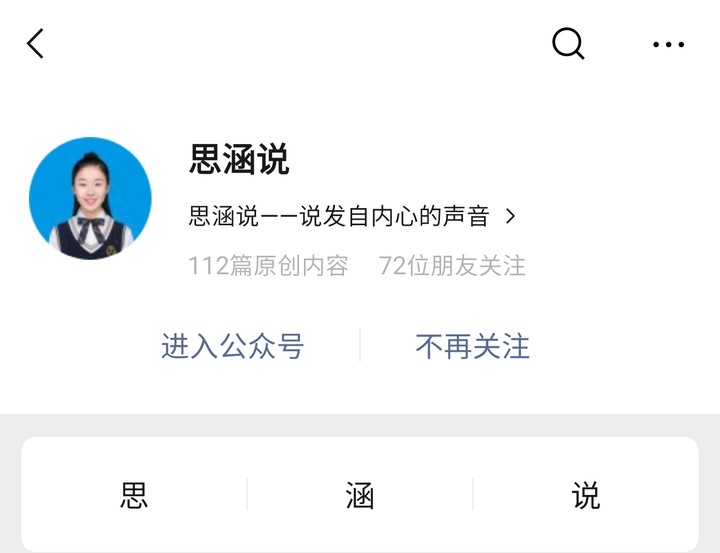 思涵说
思涵说——说发自内心的声音
112篇原创内容 72位朋友关注
进入公众号 不再关注
思 涵 说